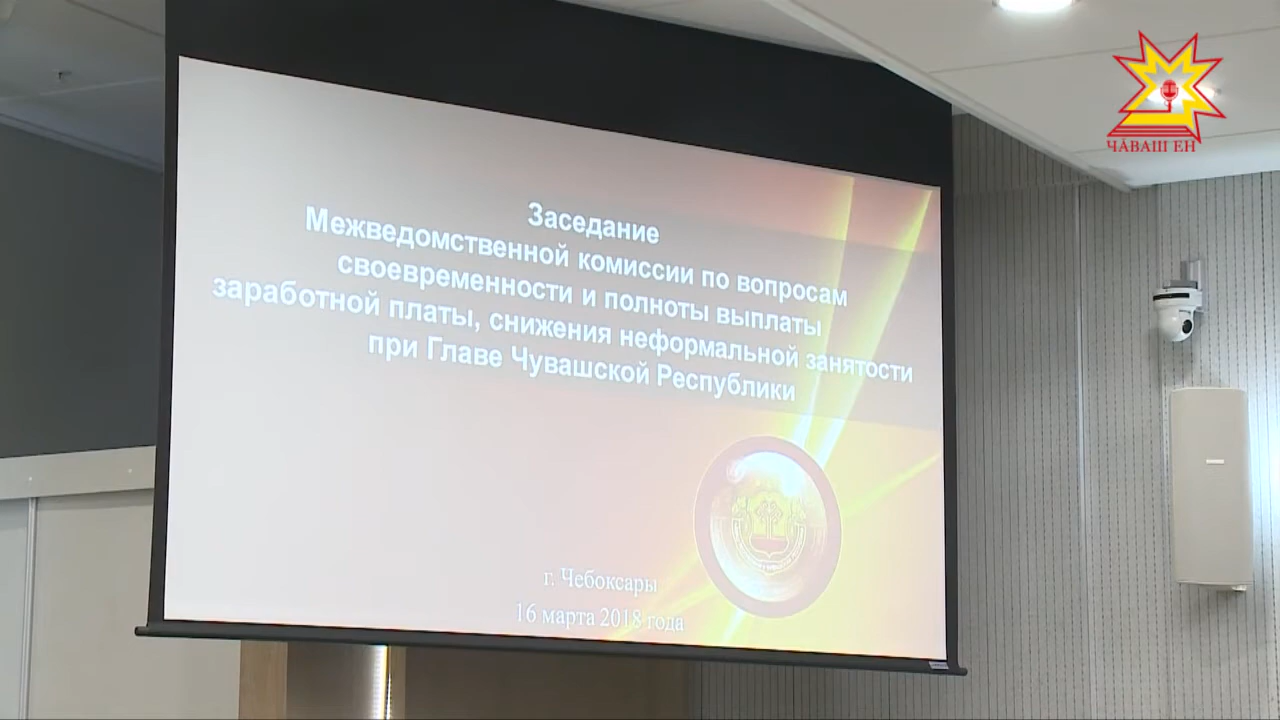 Заседание
Межведомственной комиссии по вопросам
своевременности и полноты выплаты
заработной платы, снижения неформальной занятости
при Главе Чувашской Республики
г. Чебоксары
16 марта 2018 года
ЧӐВАШ ЕН